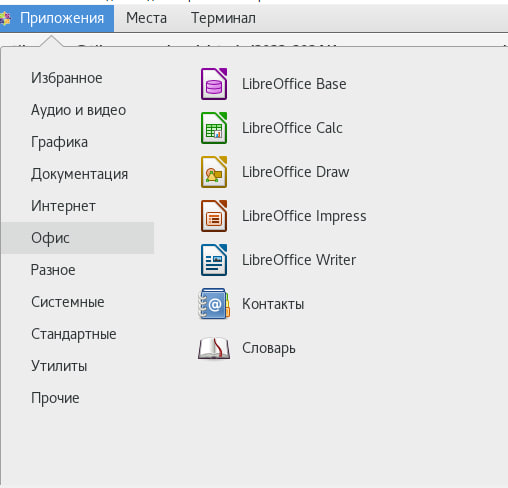 Приложения Места Терминал
Избранное
Аудио и видео
Графика
Документация
Интернет
Офис
Разное
Системные
Стандартные
Утилиты
Прочие
LibreOffice Base
LibreOffice Calc
LibreOffice Draw
LibreOffice Impress
LibreOffice Writer
Контакты
Словарь